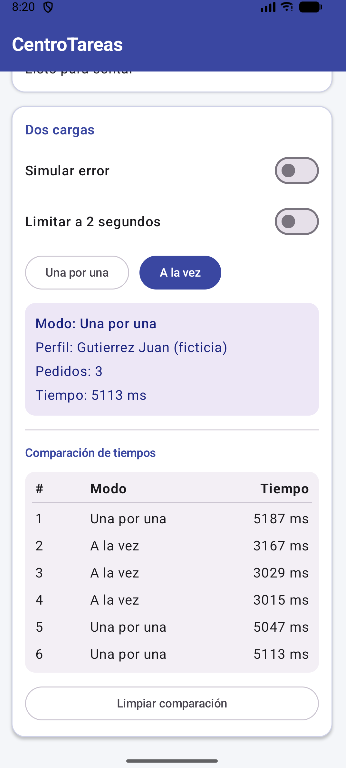 8:20
CentroTareas
Dos cargas
Simular error
Limitar a 2 segundos
Una por una
A la vez
Modo: Una por una
Perfil: Gutierrez Juan (ficticia)
Pedidos: 3
Tiempo: 5113 ms
Comparación de tiempos
# Modo Tiempo
1 Una por una 5187 ms
2 A la vez 3167 ms
3 A la vez 3029 ms
4 A la vez 3015 ms
5 Una por una 5047 ms
6 Una por una 5113 ms
Limpiar comparación